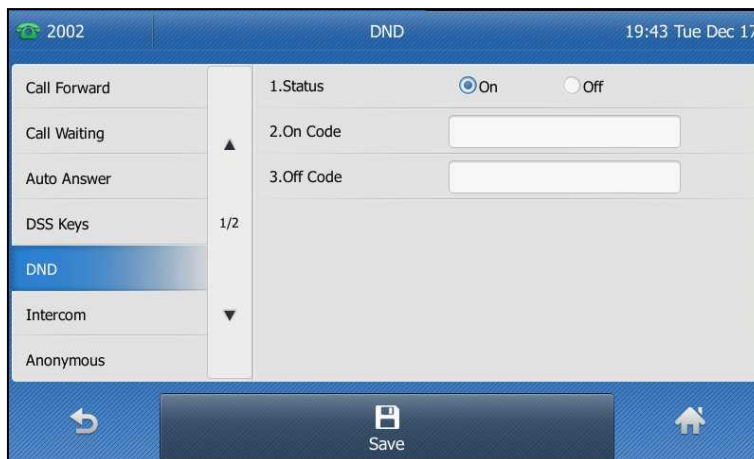 2002 DND 19:43 Tue Dec 17
Call Forward
Call Waiting
Auto Answer
DSS Keys
DND
Intercom
Anonymous
1/2
1.Status On Off
2.On Code
3.Off Code
Save